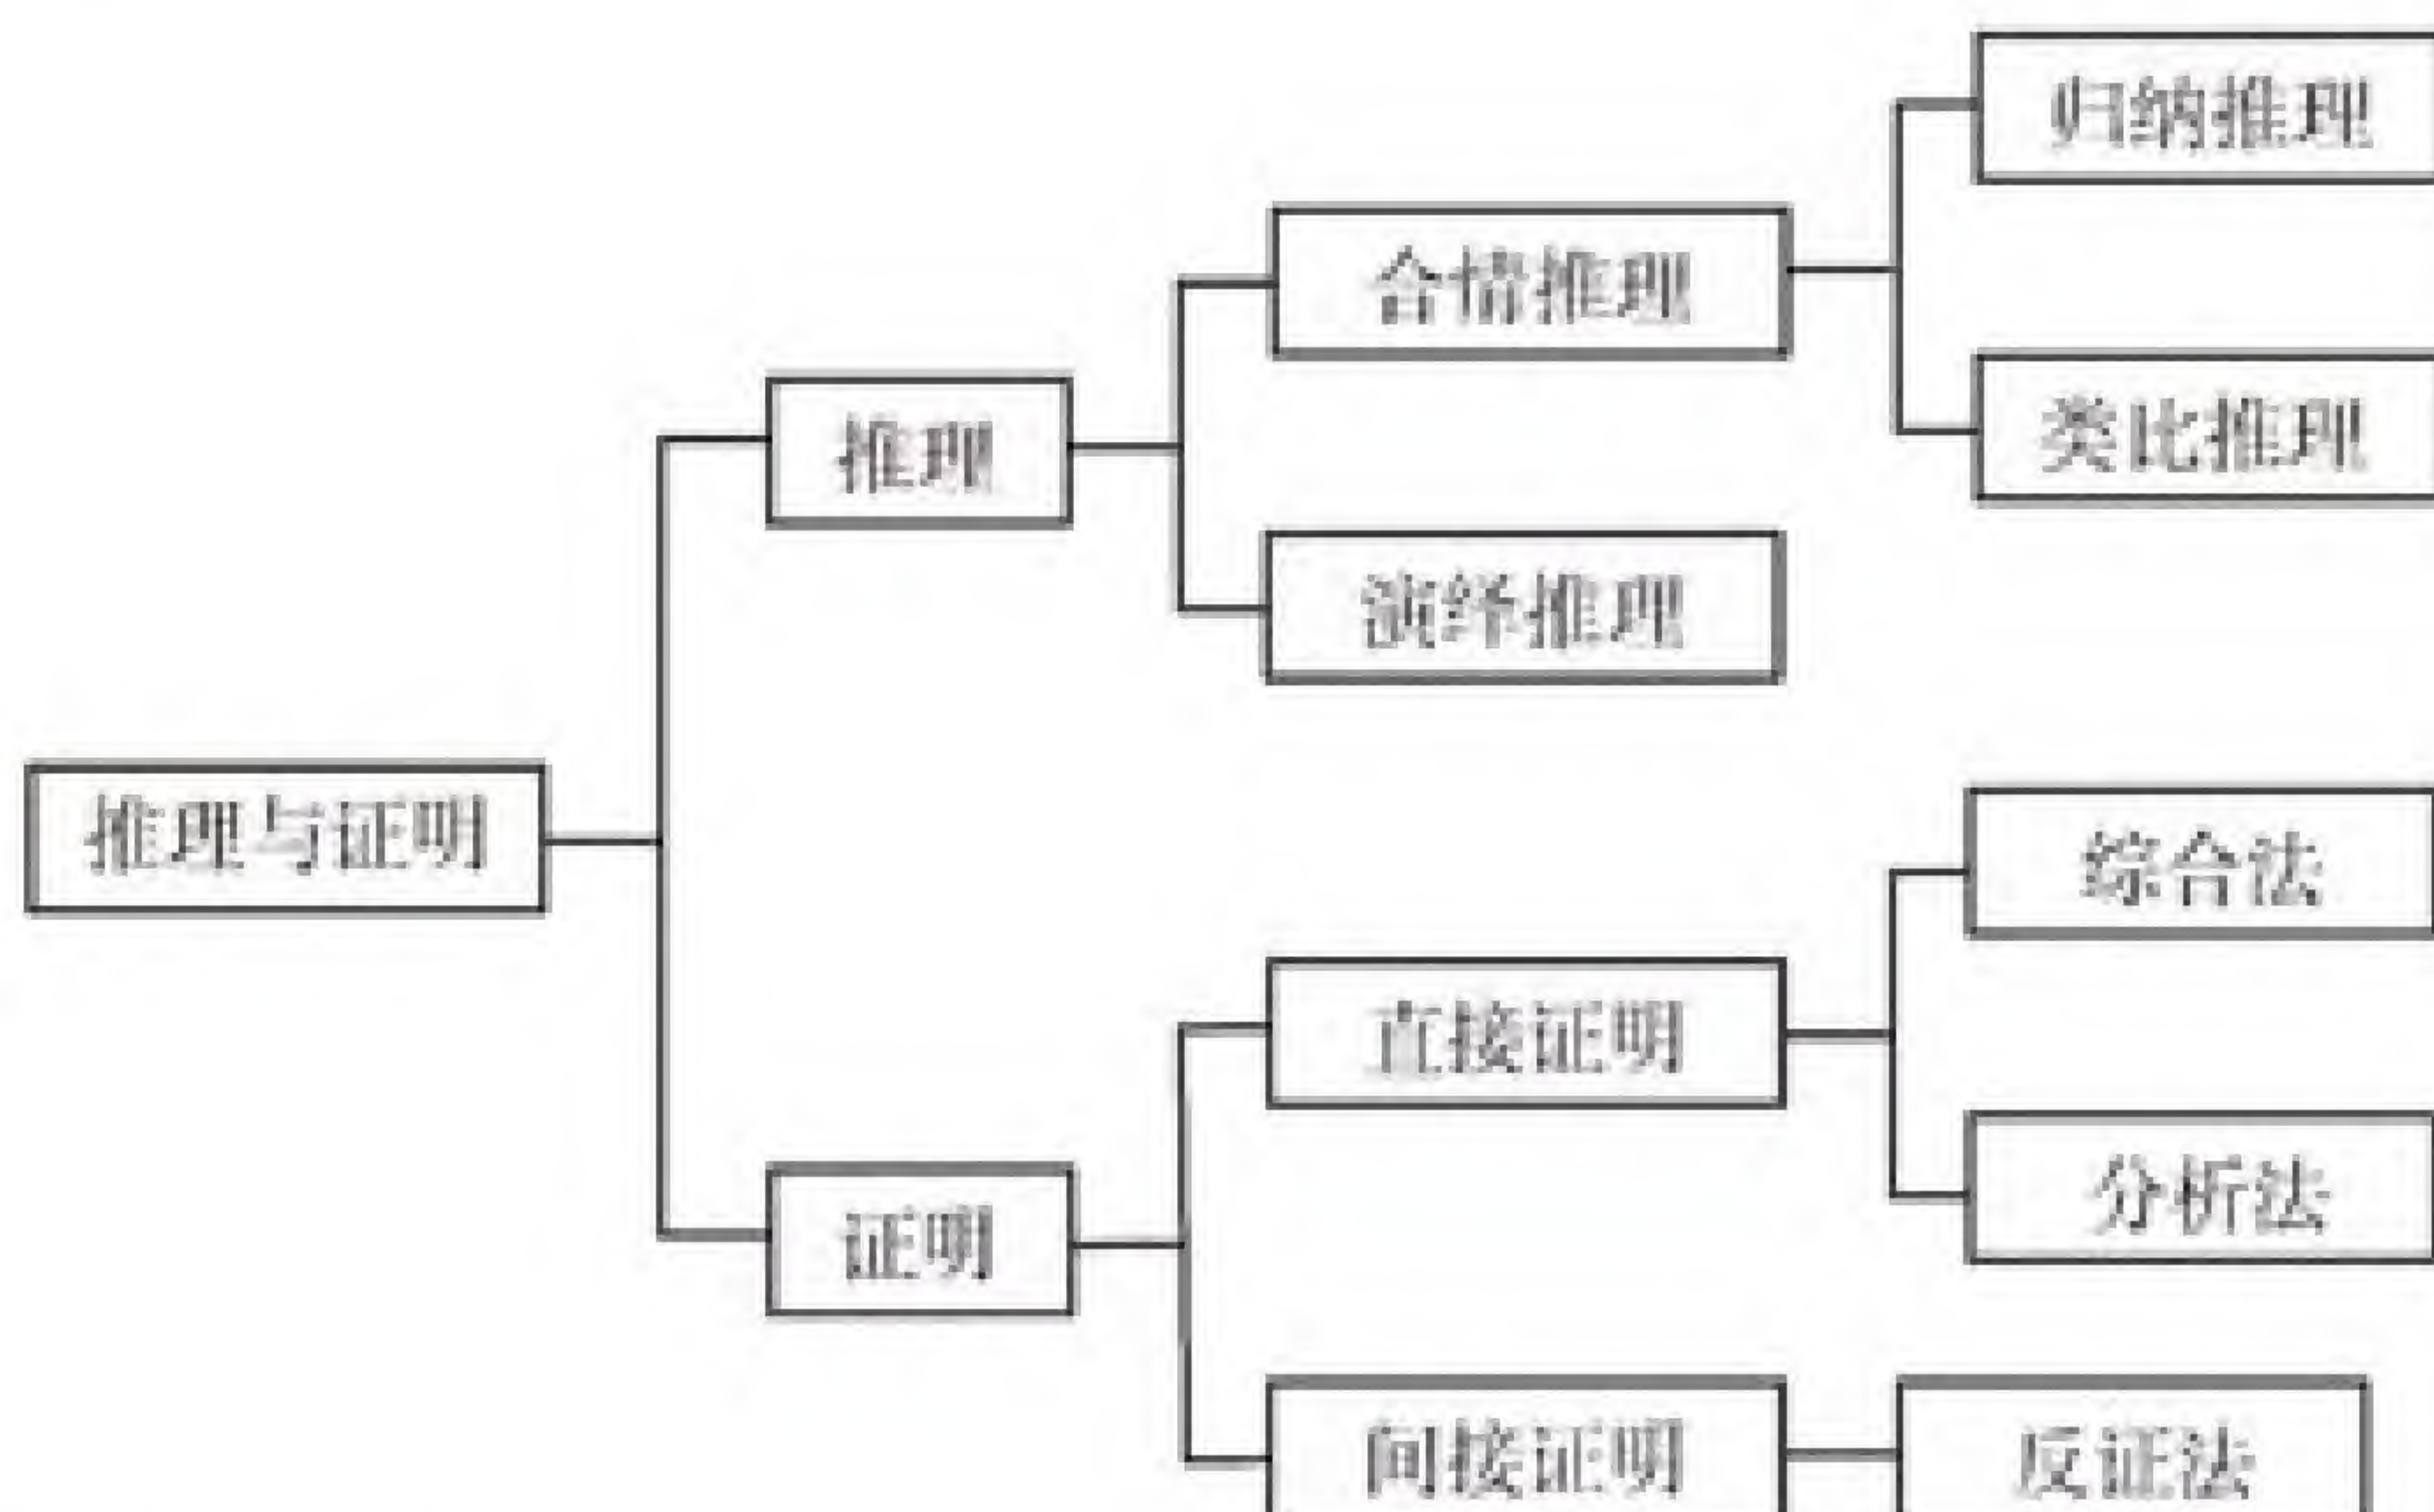 归纳推理
合情推理
推理
类比推理
演绎推理
推理与证明
综合法
直接证明
证明
分析法
间接证明
反证法